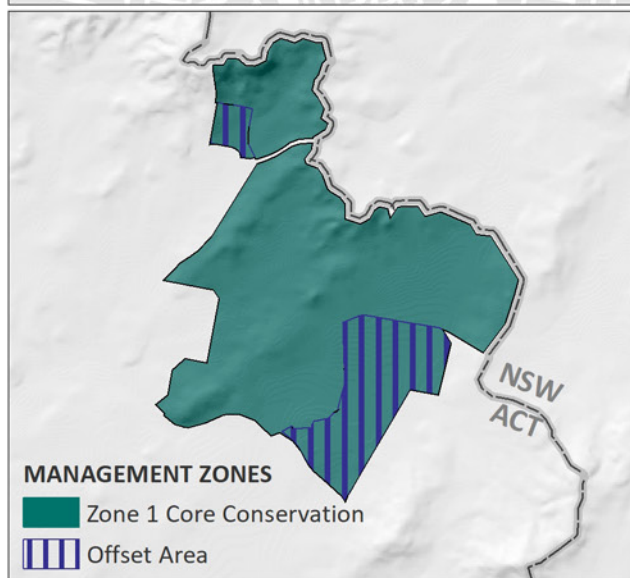 NSW
ACT
MANAGEMENT ZONES
Zone 1 Core Conservation
Offset Area